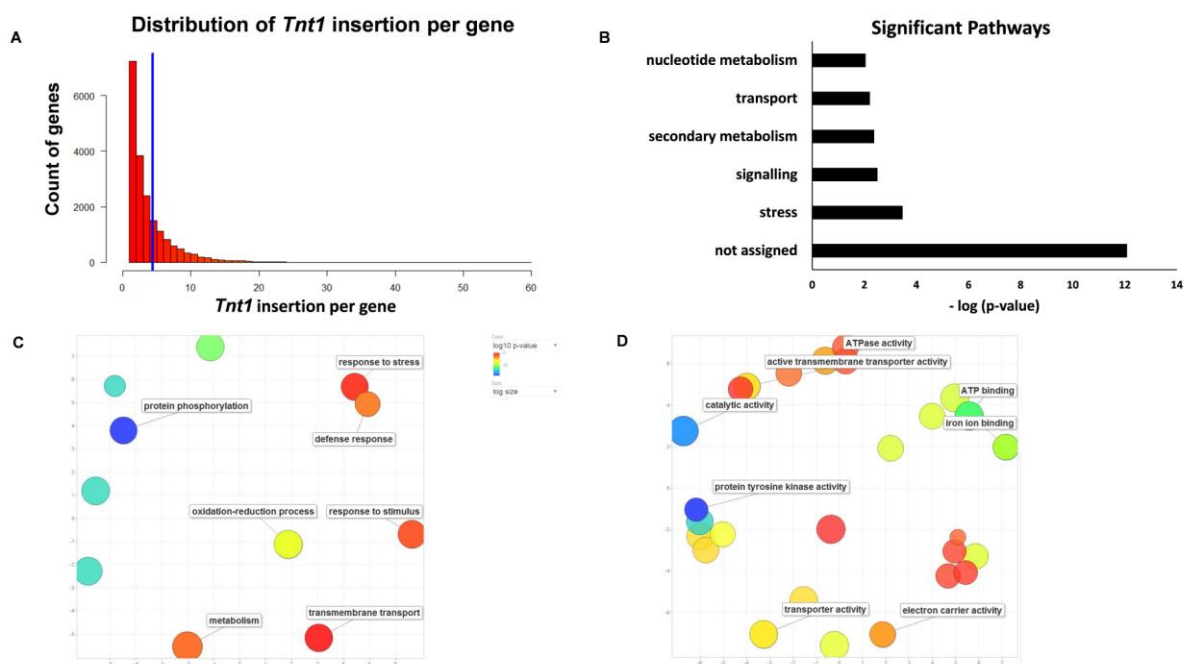 A
Distribution of Tnt1 insertion per gene
Count of genes
6000
4000
2000
0
0 10 20 30 40 50 60
Tnt1 insertion per gene
B
Significant Pathways
nucleotide metabolism
transport
secondary metabolism
signalling
stress
not assigned
0 2 4 6 8 10 12 14
- log (p-value)
C
response to stress
protein phosphorylation
defense response
oxidation-reduction process
response to stimulus
metabolism
transmembrane transport
log10 p-value
log size
D
ATPase activity
active transmembrane transporter activity
ATP binding
catalytic activity
iron ion binding
protein tyrosine kinase activity
transporter activity
electron carrier activity